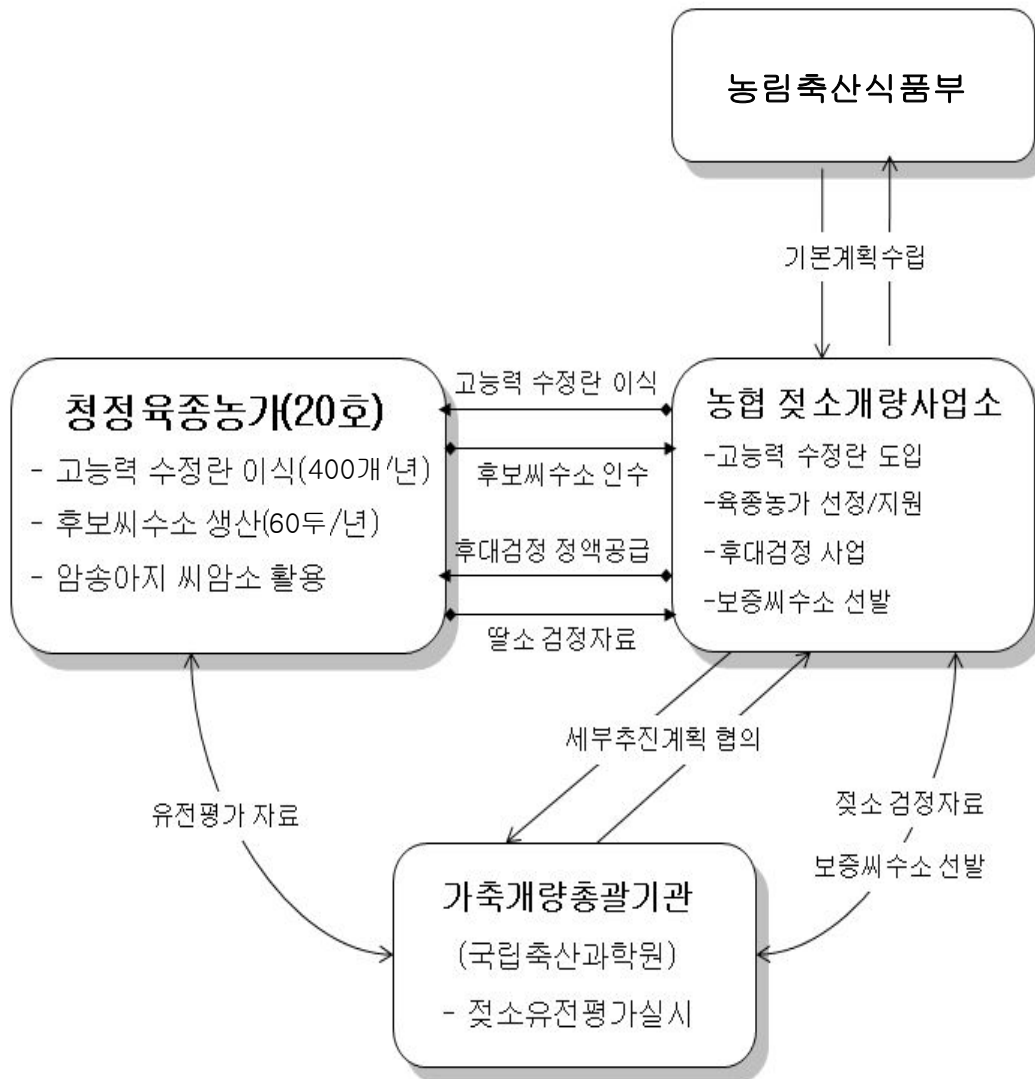 농림축산식품부
기본계획수립
청정육종농가(20호)
- 고능력 수정란 이식(400개/년)
- 후보씨수소 생산(60두/년)
- 암송아지 씨암소 활용
고능력 수정란 이식
후보씨수소 인수
후대검정 정액공급
딸소 검정자료
농협 젖소개량사업소
-고능력 수정란 도입
-육종농가 선정/지원
-후대검정 사업
-보증씨수소 선발
세부추진계획 협의
유전평가 자료
젖소 검정자료
보증씨수소 선발
가축개량총괄기관
(국립축산과학원)
- 젖소유전평가실시